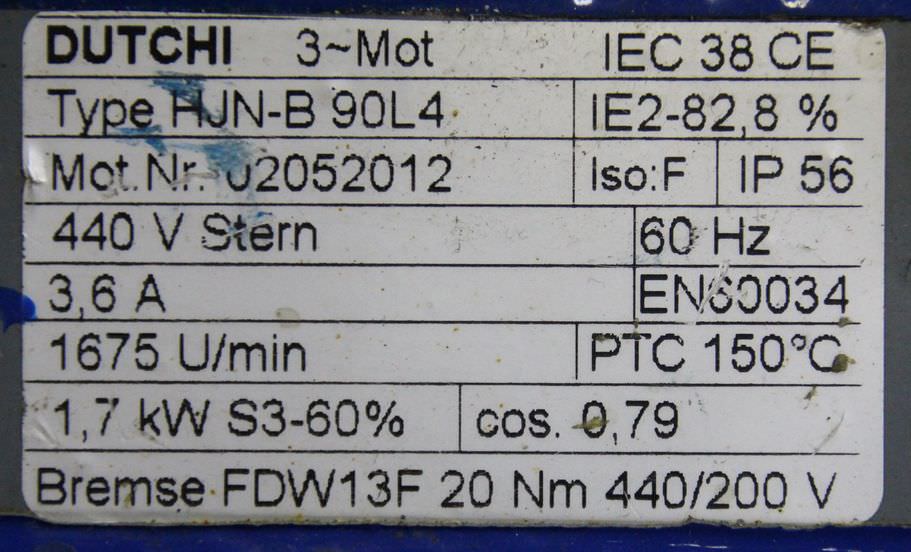 DUTCHI 3~Mot IEC 38 CE
Type HJN-B 90L4 IE2-82,8 %
Mot.Nr. 02052012 Iso:F IP 56
440 V Stern 60 Hz
3,6 A EN60034
1675 U/min PTC 150°C
1,7 kW S3-60% cos. 0,79
Bremse FDW13F 20 Nm 440/200 V